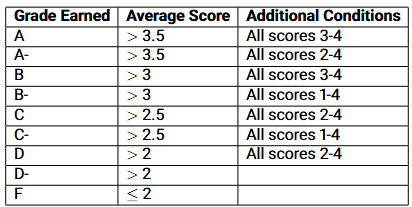 Grade Earned Average Score Additional Conditions
A > 3.5 All scores 3-4
A- > 3.5 All scores 2-4
B > 3 All scores 3-4
B- > 3 All scores 1-4
C > 2.5 All scores 2-4
C- > 2.5 All scores 1-4
D > 2 All scores 2-4
D- > 2
F ≤ 2